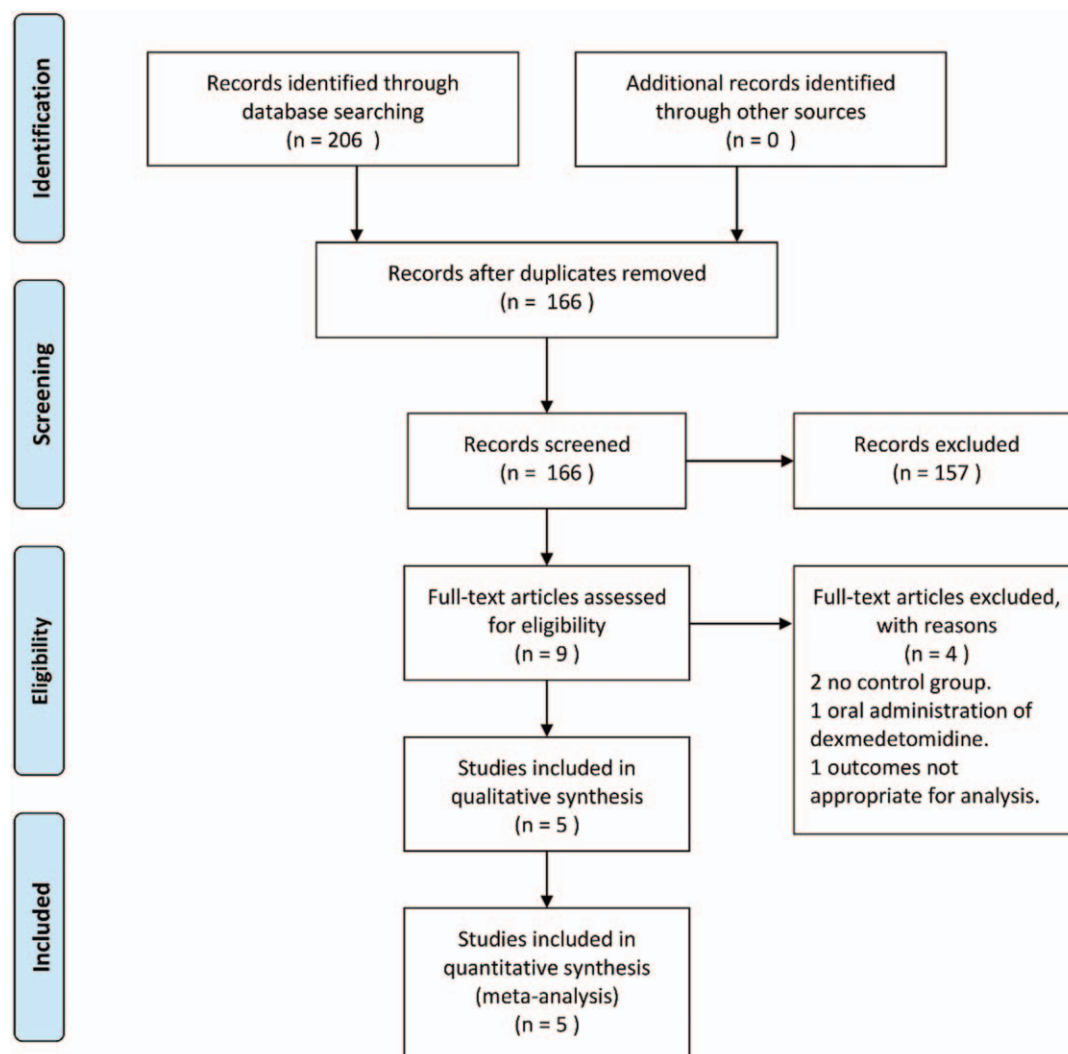 Identification
Records identified through
database searching
(n = 206 )
Additional records identified
through other sources
(n = 0 )
Records after duplicates removed
(n = 166 )
Screening
Records screened
(n = 166 )
Records excluded
(n = 157 )
Eligibility
Full-text articles assessed
for eligibility
(n = 9 )
Full-text articles excluded,
with reasons
(n = 4 )
2 no control group.
1 oral administration of
dexmedetomidine.
1 outcomes not
appropriate for analysis.
Studies included in
qualitative synthesis
(n = 5 )
Included
Studies included in
quantitative synthesis
(meta-analysis)
(n = 5 )